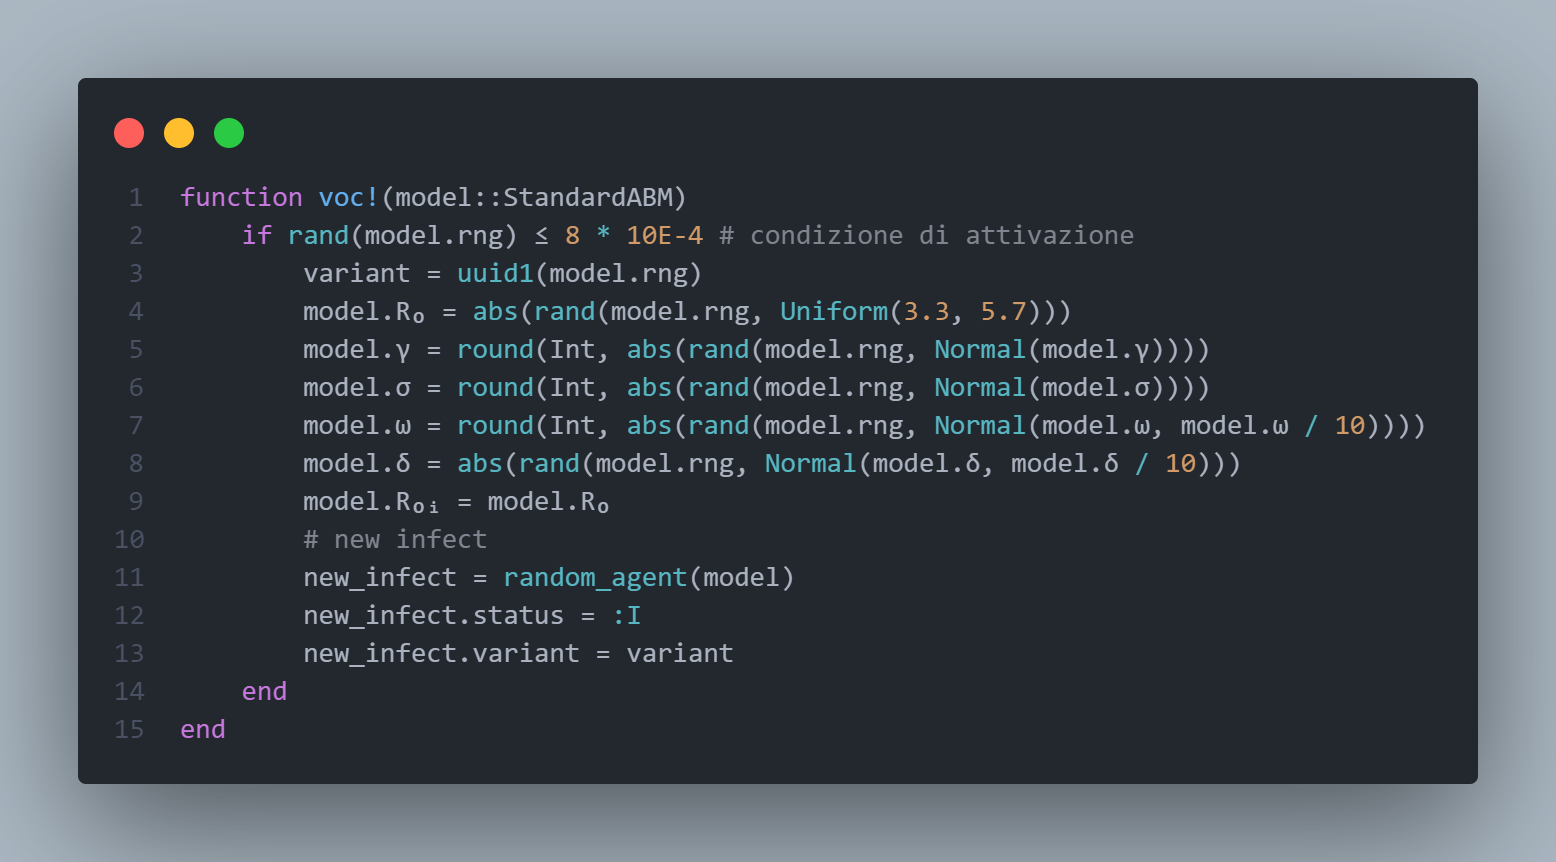 1 function voc!(model::StandardABM)
2 if rand(model.rng) ≤ 8 * 10E-4 # condizione di attivazione
3 variant = uuid1(model.rng)
4 model.R₀ = abs(rand(model.rng, Uniform(3.3, 5.7)))
5 model.γ = round(Int, abs(rand(model.rng, Normal(model.γ))))
6 model.σ = round(Int, abs(rand(model.rng, Normal(model.σ))))
7 model.ω = round(Int, abs(rand(model.rng, Normal(model.ω, model.ω / 10))))
8 model.δ = abs(rand(model.rng, Normal(model.δ, model.δ / 10)))
9 model.R₀ᵢ = model.R₀
10 # new infect
11 new_infect = random_agent(model)
12 new_infect.status = :I
13 new_infect.variant = variant
14 end
15 end